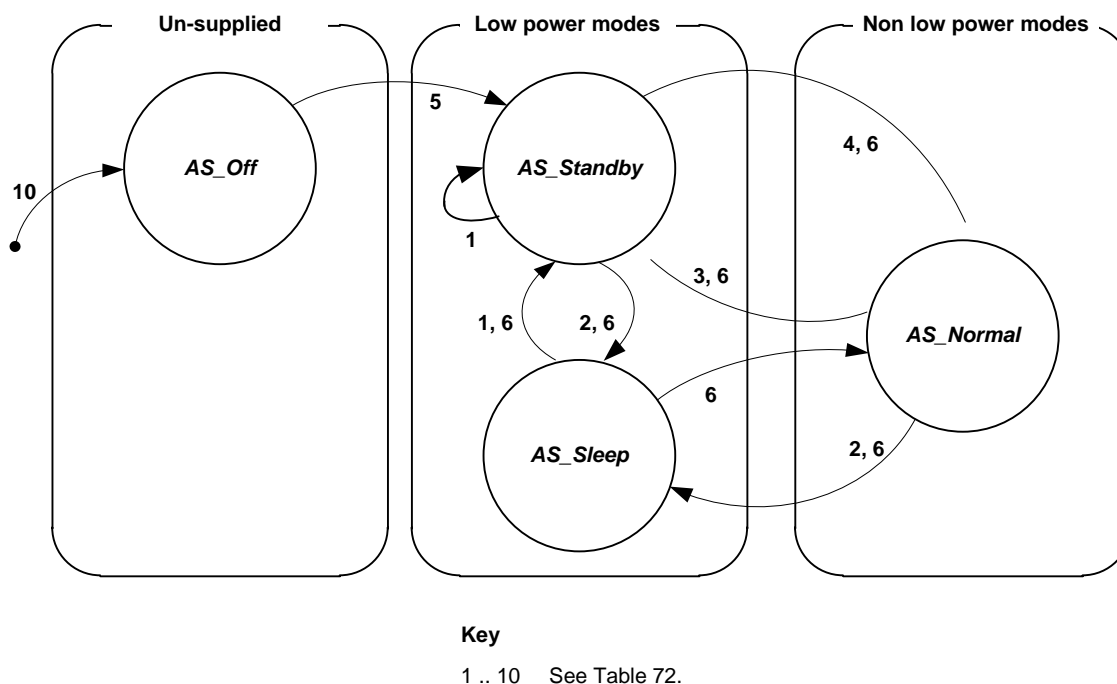 Un-supplied
Low power modes
Non low power modes
5
4, 6
AS_Off
AS_Standby
10
1
3, 6
1, 6
2, 6
AS_Normal
6
AS_Sleep
2, 6
Key
1 .. 10 See Table 72.